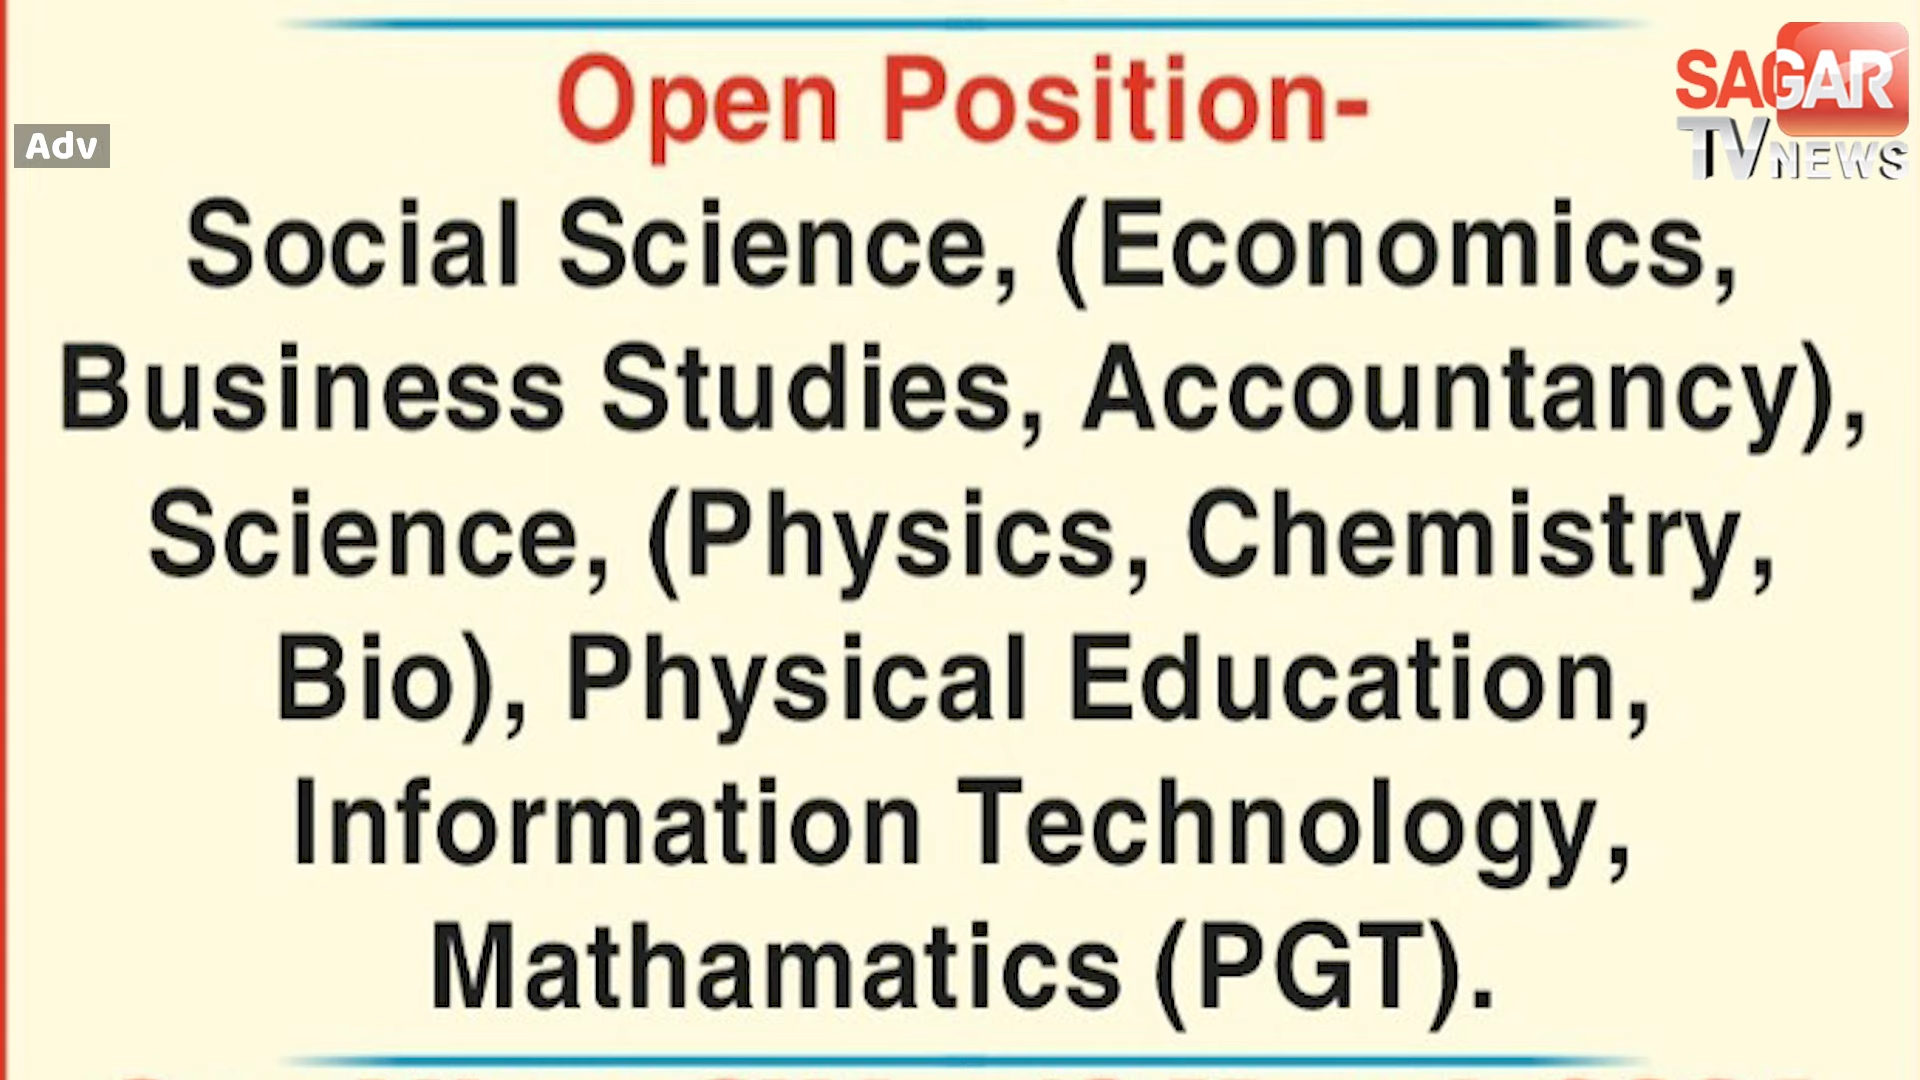 Open Position-
SAGAR
TV NEWS
Adv
Social Science, (Economics,
Business Studies, Accountancy),
Science, (Physics, Chemistry,
Bio), Physical Education,
Information Technology,
Mathamatics (PGT).